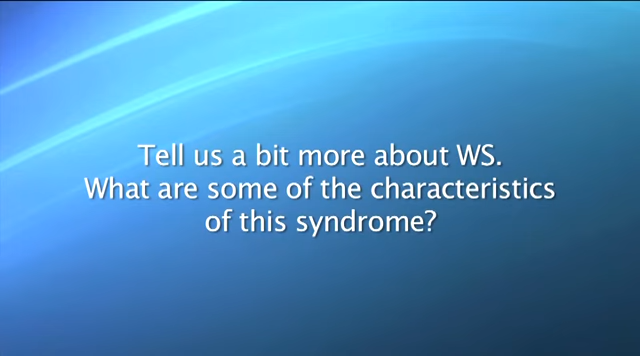 Tell us a bit more about WS.
What are some of the characteristics
of this syndrome?